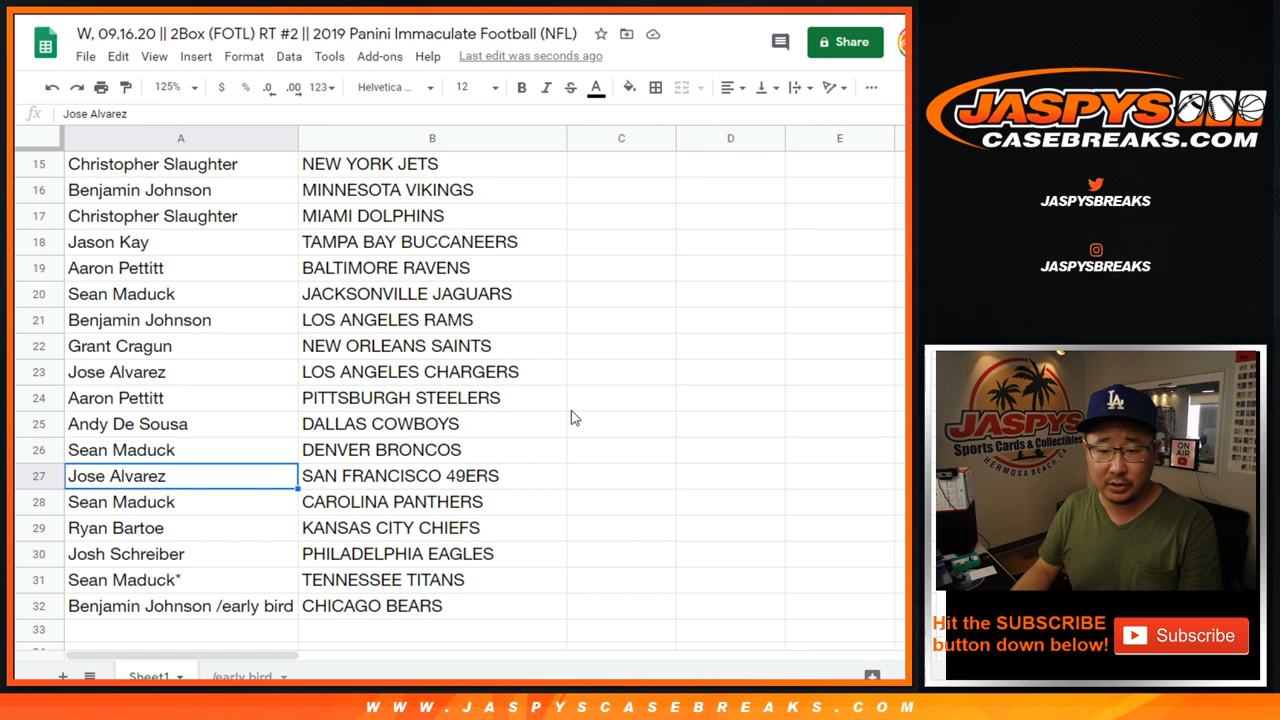 W, 09.16.20 || 2Box (FOTL) RT #2 || 2019 Panini Immaculate Football (NFL)
File Edit View Insert Format Data Tools Add-ons Help Last edit was seconds ago
Share
125% $ % .0 .00 123 Helvetica ... 12 B I S A
fx Jose Alvarez
A B C D E
15 Christopher Slaughter NEW YORK JETS
16 Benjamin Johnson MINNESOTA VIKINGS
17 Christopher Slaughter MIAMI DOLPHINS
18 Jason Kay TAMPA BAY BUCCANEERS
19 Aaron Pettitt BALTIMORE RAVENS
20 Sean Maduck JACKSONVILLE JAGUARS
21 Benjamin Johnson LOS ANGELES RAMS
22 Grant Cragun NEW ORLEANS SAINTS
23 Jose Alvarez LOS ANGELES CHARGERS
24 Aaron Pettitt PITTSBURGH STEELERS
25 Andy De Sousa DALLAS COWBOYS
26 Sean Maduck DENVER BRONCOS
27 Jose Alvarez SAN FRANCISCO 49ERS
28 Sean Maduck CAROLINA PANTHERS
29 Ryan Bartoe KANSAS CITY CHIEFS
30 Josh Schreiber PHILADELPHIA EAGLES
31 Sean Maduck* TENNESSEE TITANS
32 Benjamin Johnson /early bird CHICAGO BEARS
33
Sheet1 /early bird
JASPYS
CASEBREAKS.COM
JASPYSBREAKS
JASPYSBREAKS
JASPYS
Sports Cards & Collectibles
HERMOSA BEACH
LA
ON AIR
Hit the SUBSCRIBE
button down below!
Subscribe
WWW.JASPYSCASEBREAKS.COM